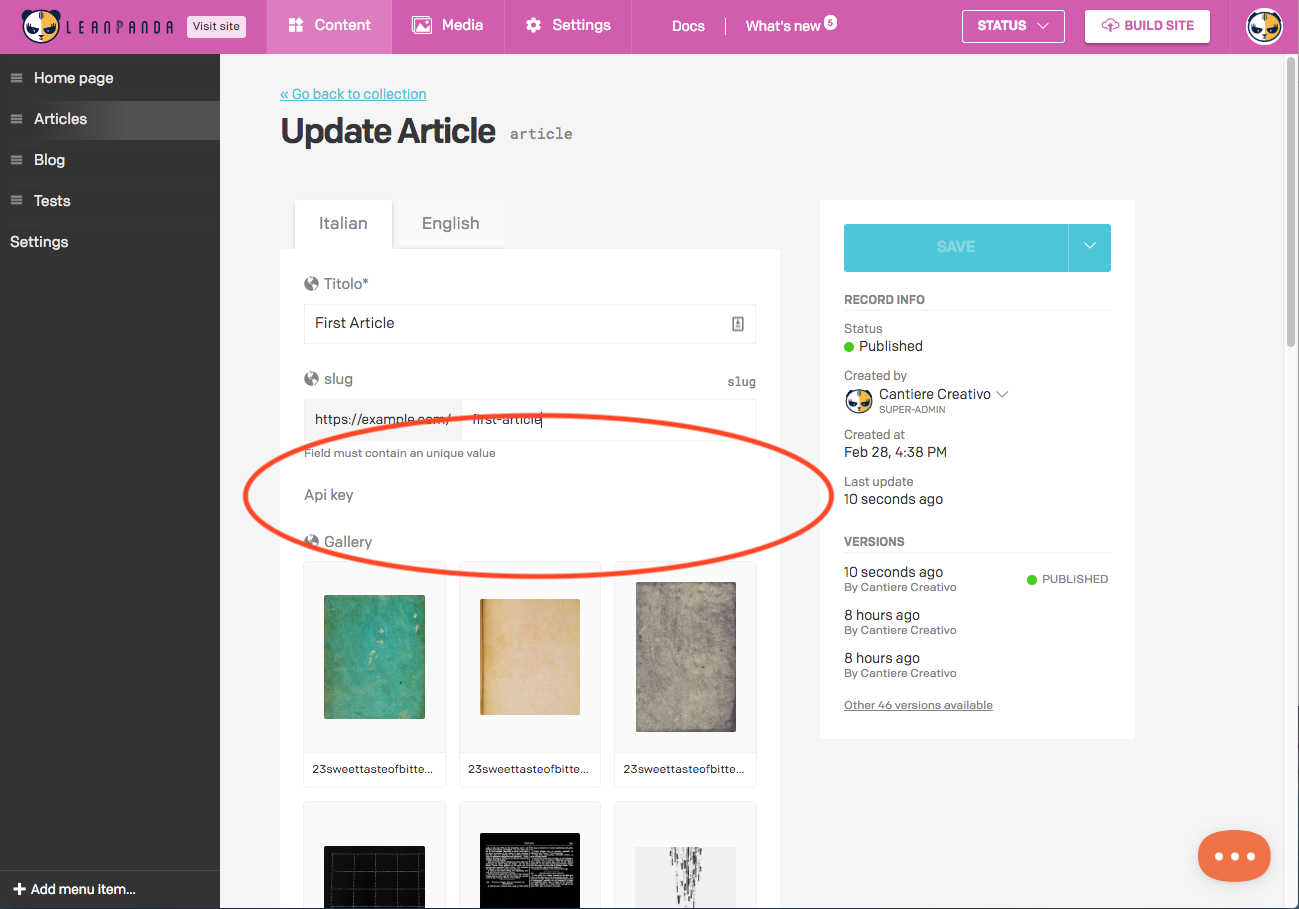 LEANPANDA
Visit site
Content
Media
Settings
Docs
What's new 5
STATUS
BUILD SITE
Home page
Articles
Blog
Tests
Settings
Add menu item...
« Go back to collection
Update Article article
Italian
English
Titolo*
First Article
slug
slug
https://example.com/
first-article
Field must contain an unique value
Api key
Gallery
23sweettasteofbitte...
23sweettasteofbitte...
23sweettasteofbitte...
SAVE
RECORD INFO
Status
Published
Created by
Cantiere Creativo
SUPER-ADMIN
Created at
Feb 28, 4:38 PM
Last update
10 seconds ago
VERSIONS
10 seconds ago
By Cantiere Creativo
PUBLISHED
8 hours ago
By Cantiere Creativo
8 hours ago
By Cantiere Creativo
Other 46 versions available